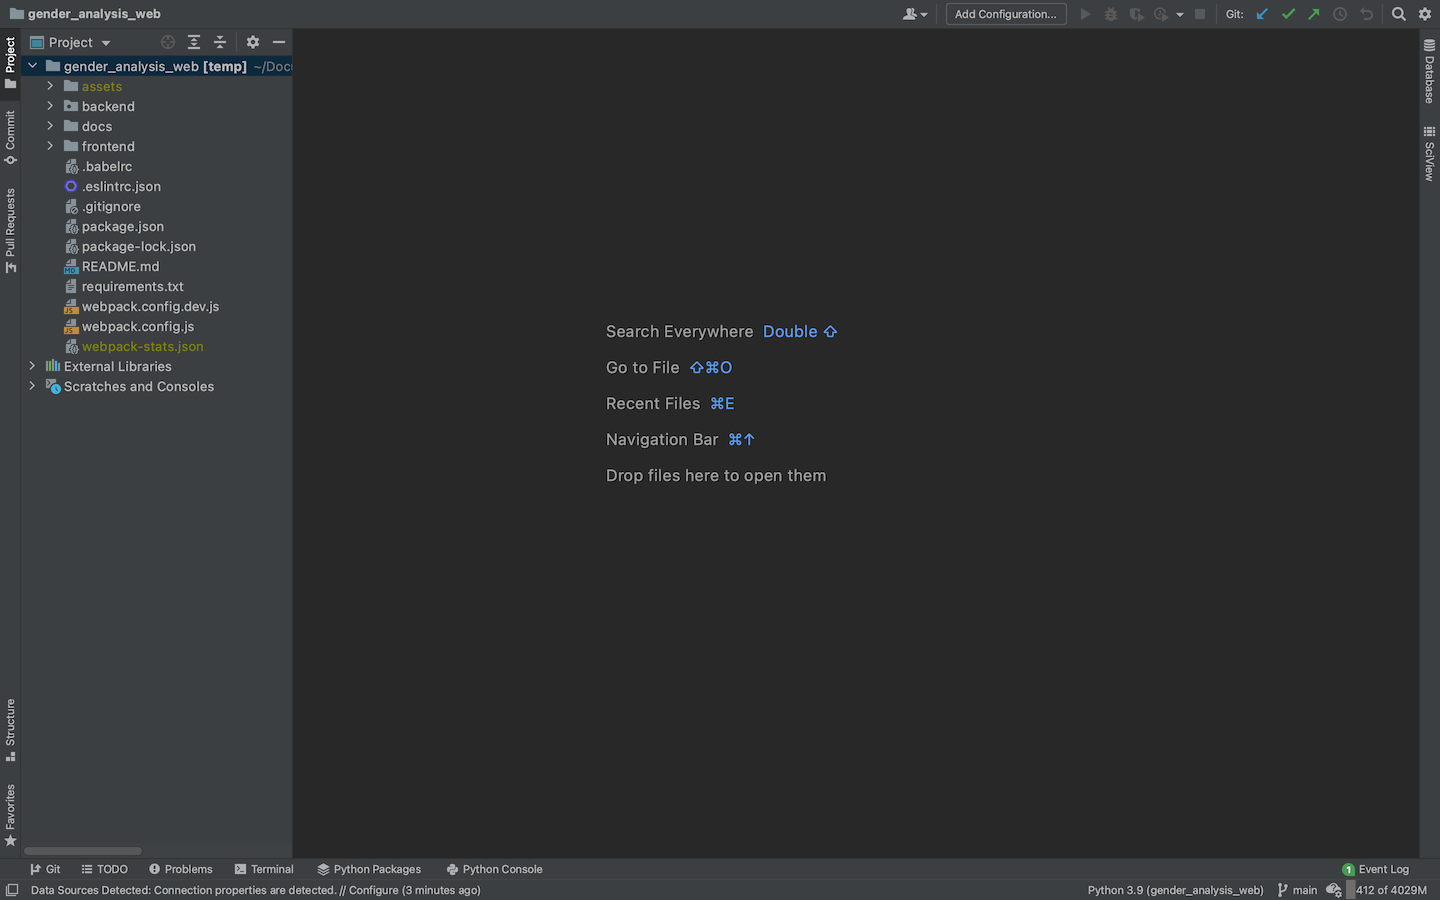 gender_analysis_web
Add Configuration...
Git:
Project
Project
gender_analysis_web [temp] ~/Doc
assets
backend
docs
frontend
.babelrc
.eslintrc.json
.gitignore
package.json
package-lock.json
README.md
requirements.txt
webpack.config.dev.js
webpack.config.js
webpack-stats.json
External Libraries
Scratches and Consoles
Commit
Pull Requests
Structure
Favorites
Search Everywhere Double ⇧
Go to File ⇧⌘O
Recent Files ⌘E
Navigation Bar ⌘↑
Drop files here to open them
Database
SciView
Git
TODO
Problems
Terminal
Python Packages
Python Console
1 Event Log
Data Sources Detected: Connection properties are detected. // Configure (3 minutes ago)
Python 3.9 (gender_analysis_web)
main
412 of 4029M